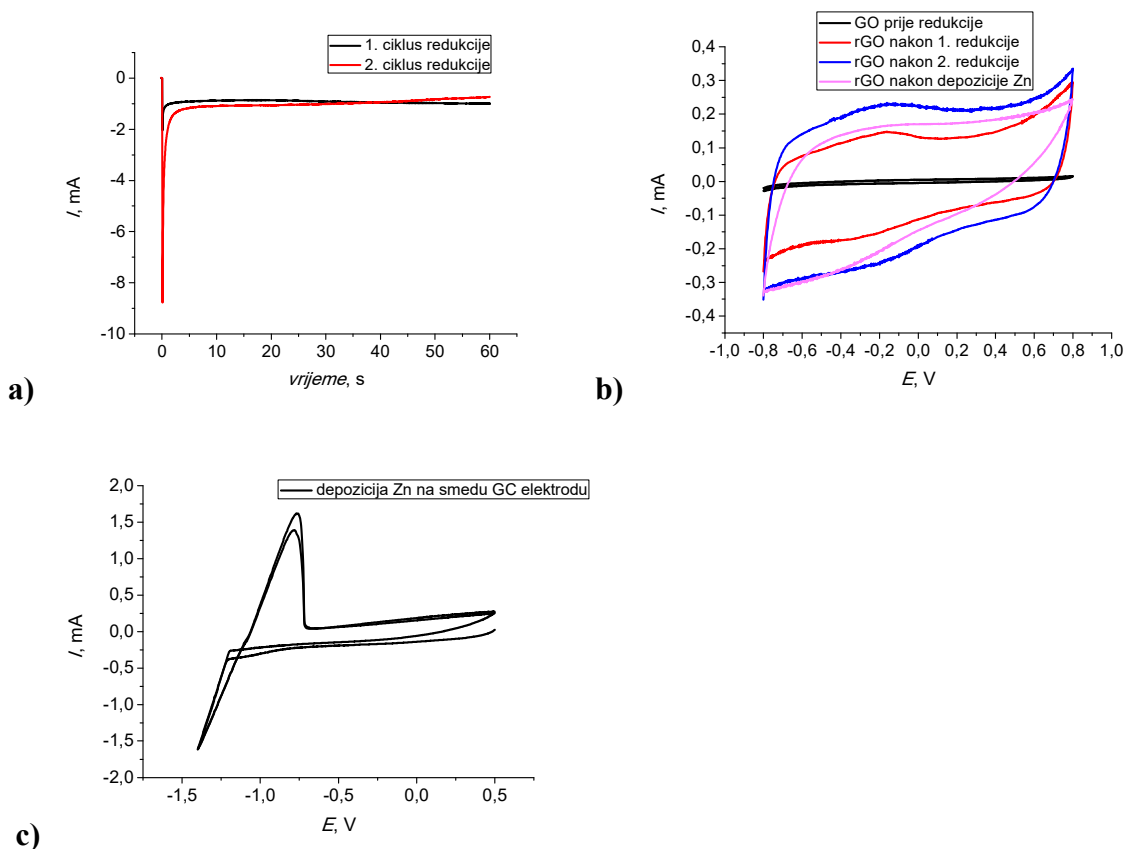 1. ciklus redukcije
2. ciklus redukcije
0
-2
-4
-6
-8
-10
I, mA
0
10
20
30
40
50
60
vrijeme, s
a)
GO prije redukcije
rGO nakon 1. redukcije
rGO nakon 2. redukcije
rGO nakon depozicije Zn
0,4
0,3
0,2
0,1
0,0
-0,1
-0,2
-0,3
-0,4
I, mA
-1,0
-0,8
-0,6
-0,4
-0,2
0,0
0,2
0,4
0,6
0,8
1,0
E, V
b)
depozicija Zn na smeđu GC elektrodu
2,0
1,5
1,0
0,5
0,0
-0,5
-1,0
-1,5
-2,0
I, mA
-1,5
-1,0
-0,5
0,0
0,5
E, V
c)